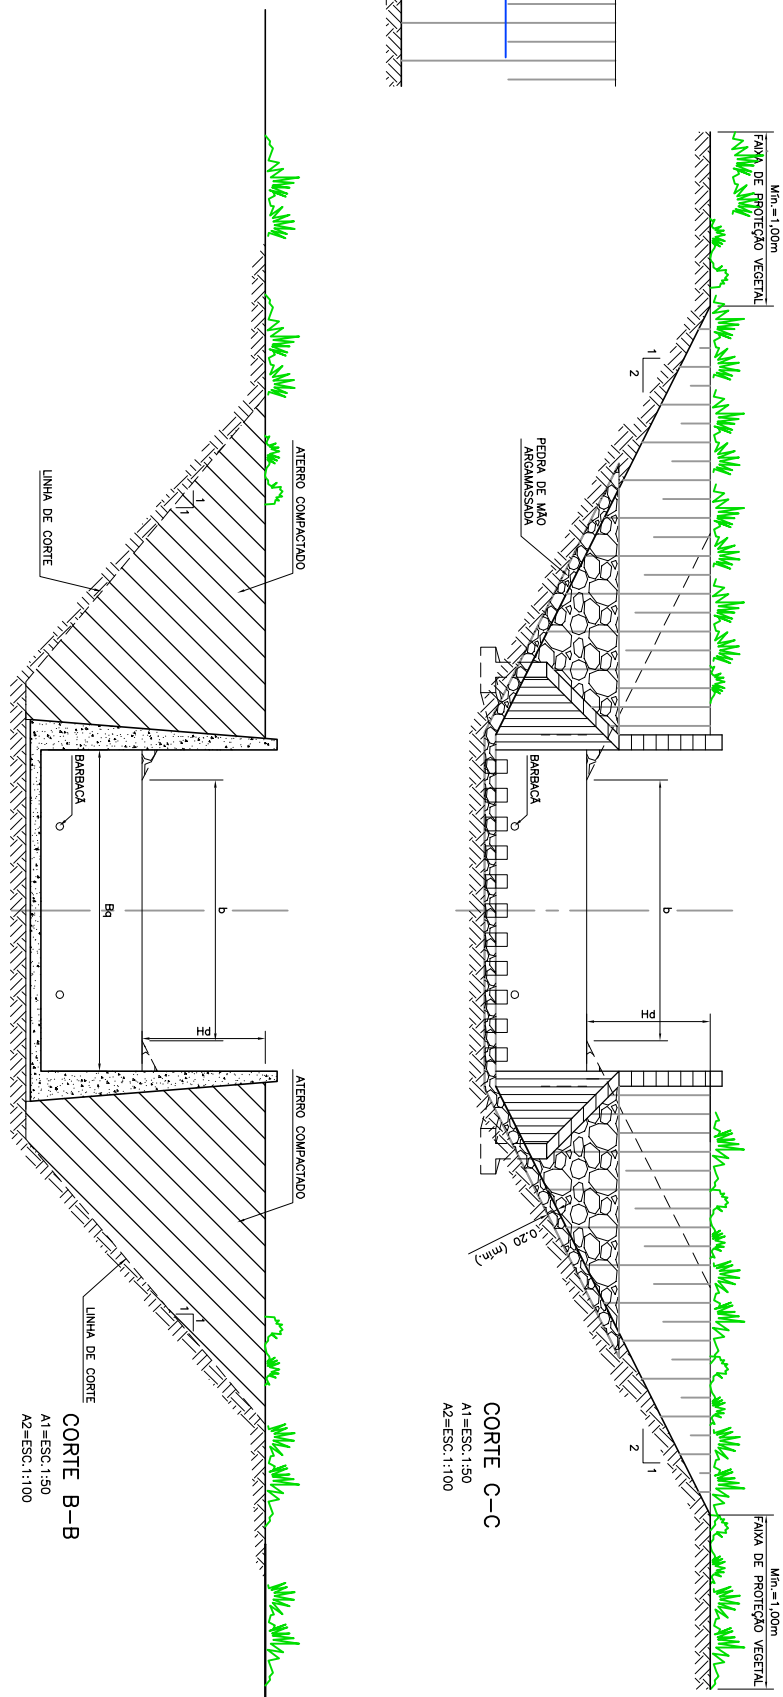 Mín.=1,00m
FAIXA DE PROTEÇÃO VEGETAL
1
2
PEDRA DE MÃO
ARGAMASSADA
BARBACÃ
b
Hd
0.20 (mín.)
1
2
Mín.=1,00m
FAIXA DE PROTEÇÃO VEGETAL
CORTE C-C
A1=ESC.1:50
A2=ESC.1:100
ATERRO COMPACTADO
1
1
LINHA DE CORTE
BARBACÃ
b
Bq
Hd
ATERRO COMPACTADO
1
1
LINHA DE CORTE
CORTE B-B
A1=ESC.1:50
A2=ESC.1:100